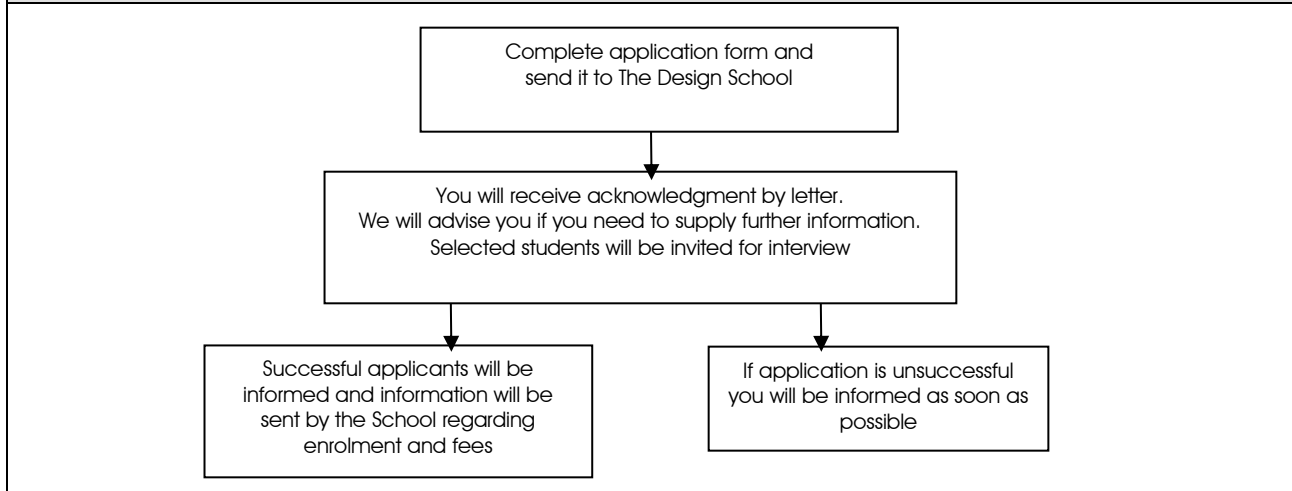 Complete application form and
send it to The Design School
You will receive acknowledgment by letter.
We will advise you if you need to supply further information.
Selected students will be invited for interview
Successful applicants will be
informed and information will be
sent by the School regarding
enrolment and fees
If application is unsuccessful
you will be informed as soon as
possible